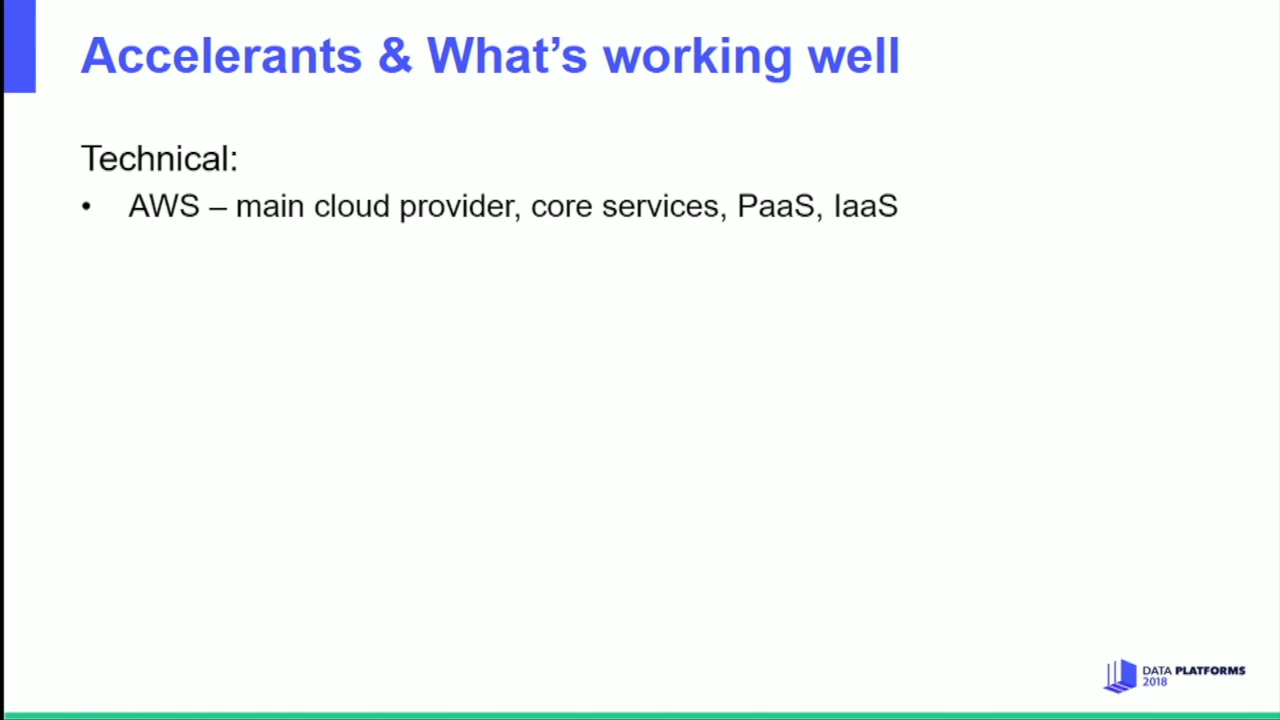 Accelerants & What's working well
Technical:
• AWS – main cloud provider, core services, PaaS, IaaS
DATA PLATFORMS
2018